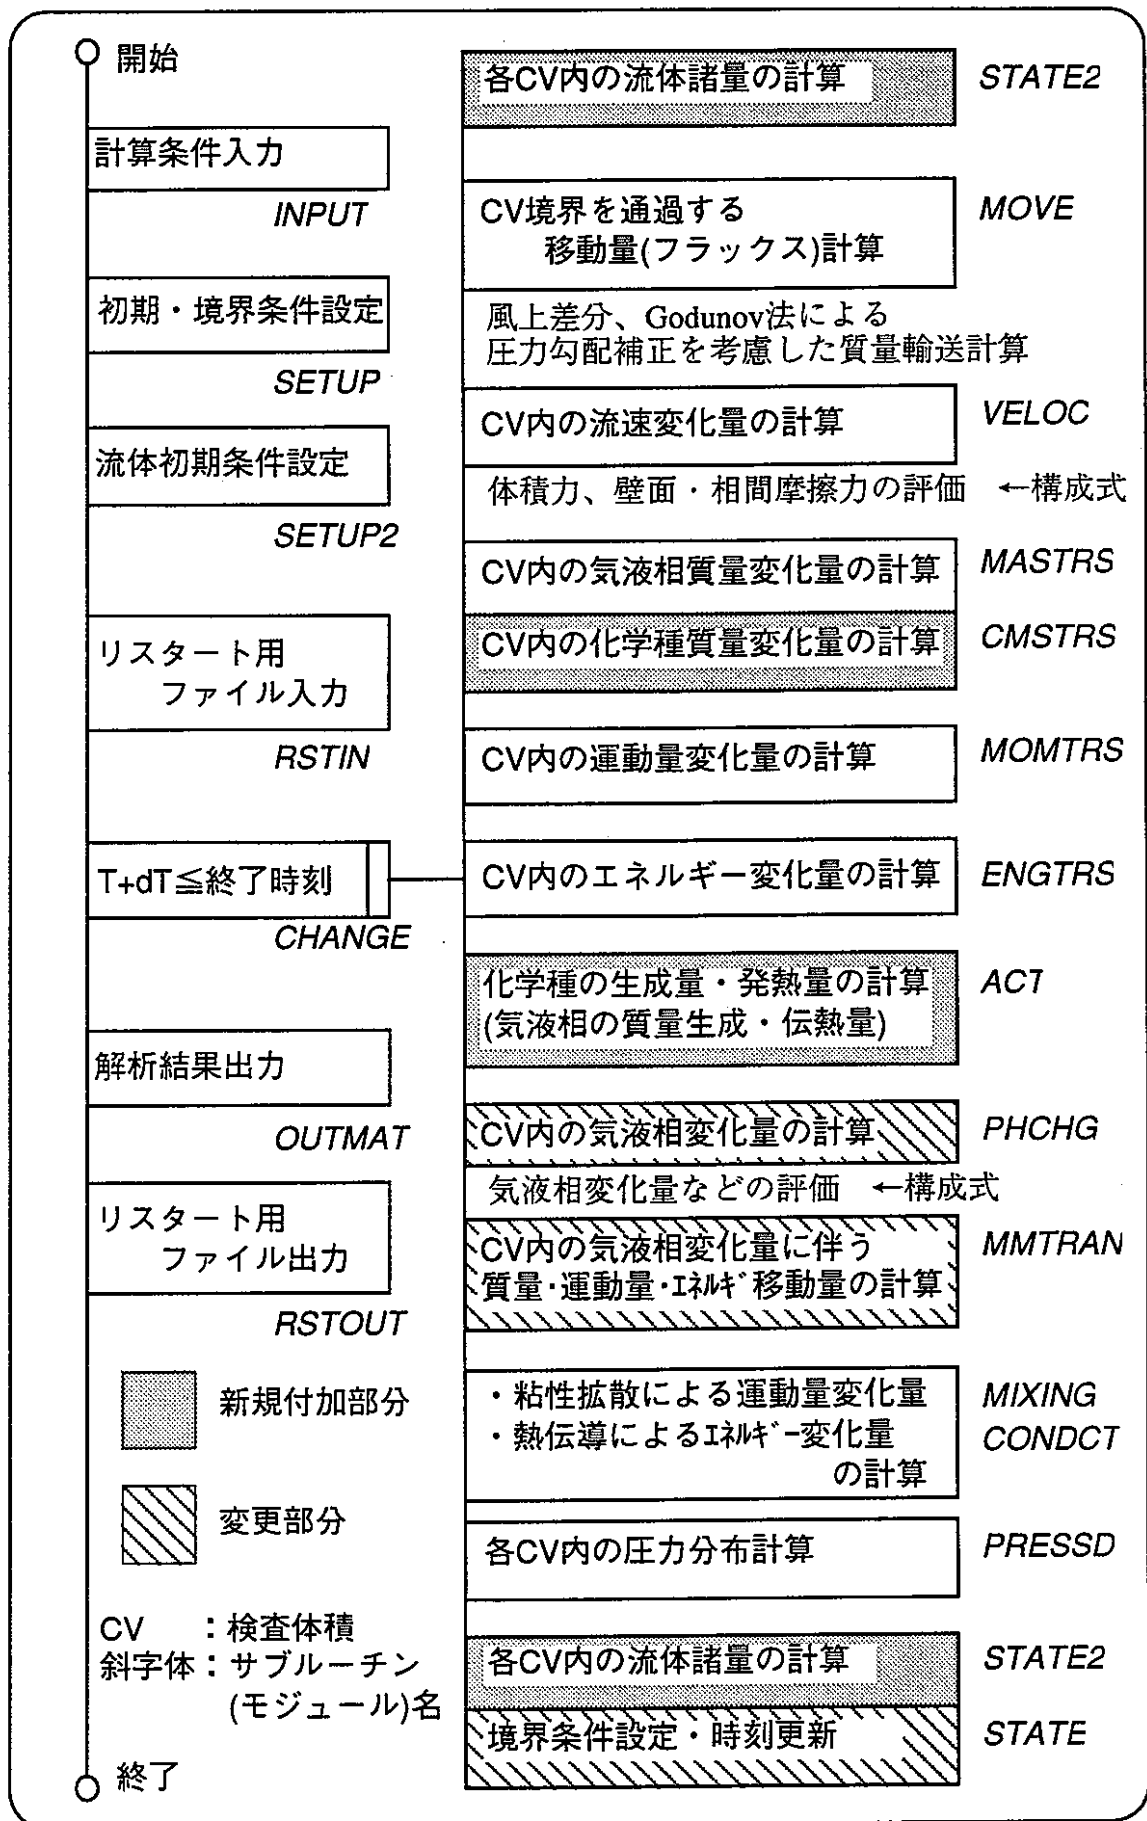 開始
計算条件入力
INPUT
初期・境界条件設定
SETUP
流体初期条件設定
SETUP2
リスタート用
ファイル入力
RSTIN
T+dT≦終了時刻
CHANGE
解析結果出力
OUTMAT
リスタート用
ファイル出力
RSTOUT
新規付加部分
変更部分
CV　：検査体積
斜字体：サブルーチン
(モジュール)名
終了
各CV内の流体諸量の計算 STATE2
CV境界を通過する MOVE
移動量(フラックス)計算
風上差分、Godunov法による
圧力勾配補正を考慮した質量輸送計算
CV内の流速変化量の計算 VELOC
体積力、壁面・相間摩擦力の評価 ←構成式
CV内の気液相質量変化量の計算 MASTRS
CV内の化学種質量変化量の計算 CMSTRS
CV内の運動量変化量の計算 MOMTRS
CV内のエネルギー変化量の計算 ENGTRS
化学種の生成量・発熱量の計算 ACT
(気液相の質量生成・伝熱量)
CV内の気液相変化量の計算 PHCHG
気液相変化量などの評価 ←構成式
CV内の気液相変化量に伴う MMTRAN
質量･運動量･ｴﾈﾙｷﾞ移動量の計算
・粘性拡散による運動量変化量 MIXING
・熱伝導によるｴﾈﾙｷﾞｰ変化量 CONDCT
の計算
各CV内の圧力分布計算 PRESSD
各CV内の流体諸量の計算 STATE2
境界条件設定・時刻更新 STATE